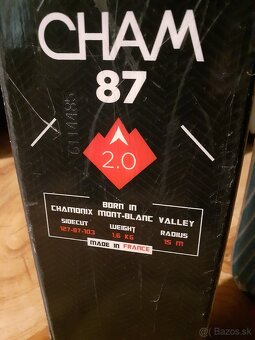 CHAM
87
2.0
BORN IN
CHAMONIX MONT-BLANC VALLEY
SIDECUT WEIGHT RADIUS
127-87-103 1.6 KG 15 M
MADE IN FRANCE
© Bazos.sk